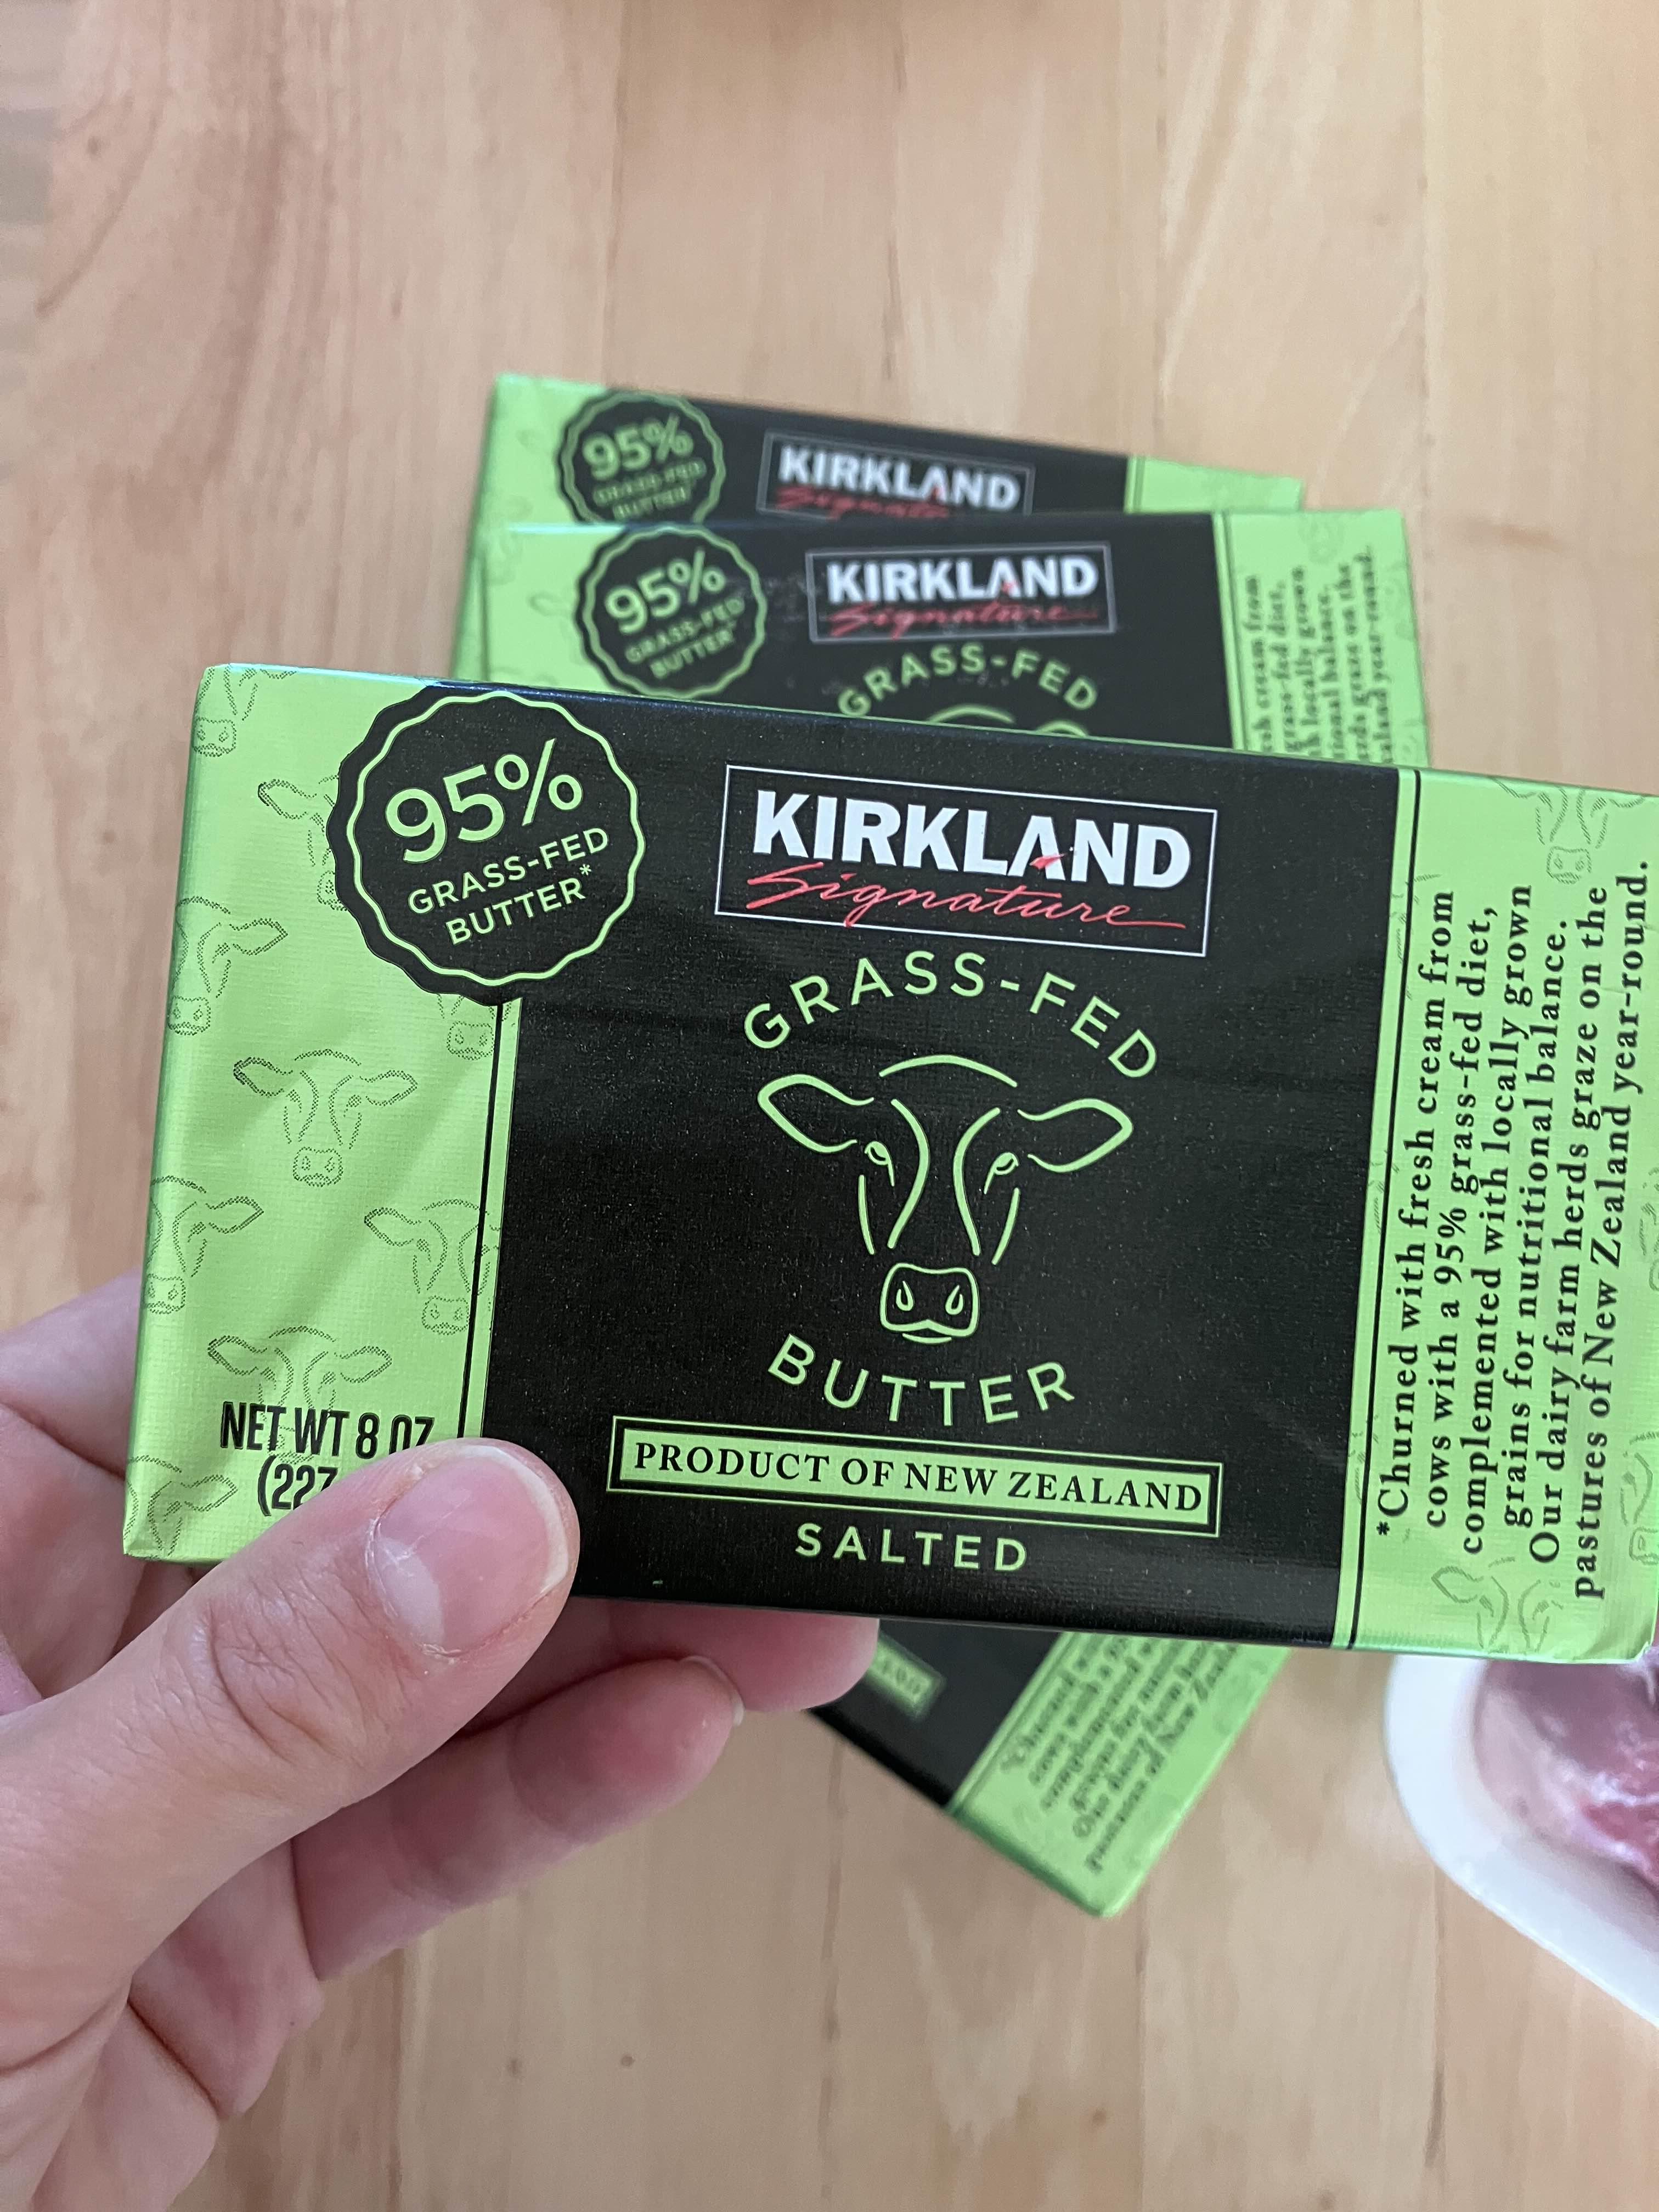 95%
GRASS-FED
BUTTER
KIRKLAND
Signature
95%
GRASS-FED
BUTTER*
KIRKLAND
Signature
GRASS-FED
95%
GRASS-FED
BUTTER*
KIRKLAND
Signature
GRASS-FED
BUTTER
PRODUCT OF NEW ZEALAND
SALTED
NET WT 8 OZ
(227
*Churned with fresh cream from
cows with a 95% grass-fed diet,
complemented with locally grown
grains for nutritional balance.
Our dairy farm herds graze on the
pastures of New Zealand year-round.